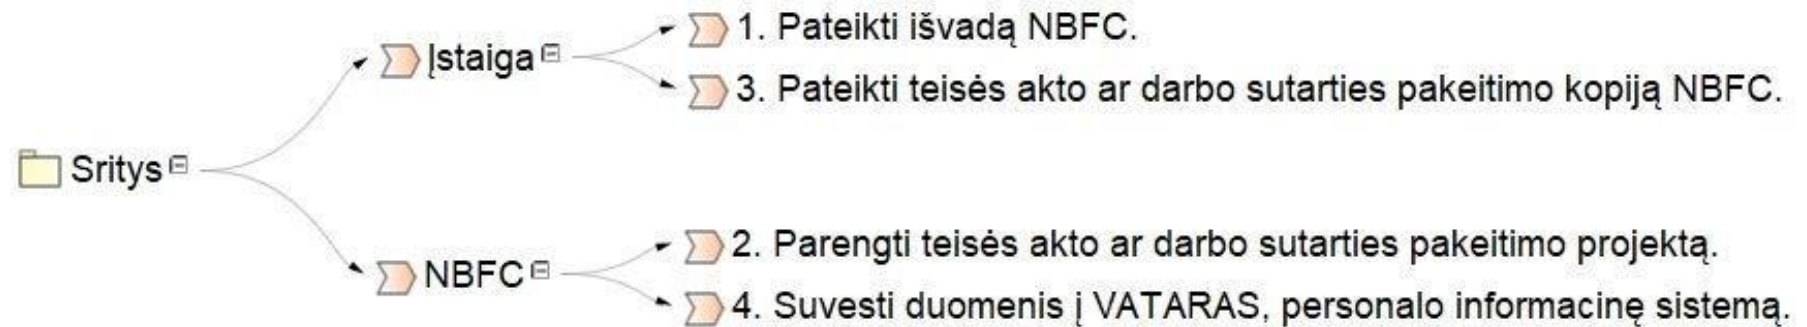 1. Pateikti išvadą NBFC.
Įstaiga
3. Pateikti teisės akto ar darbo sutarties pakeitimo kopiją NBFC.
Sritys
2. Parengti teisės akto ar darbo sutarties pakeitimo projektą.
NBFC
4. Suvesti duomenis į VATARAS, personalo informacinę sistemą.